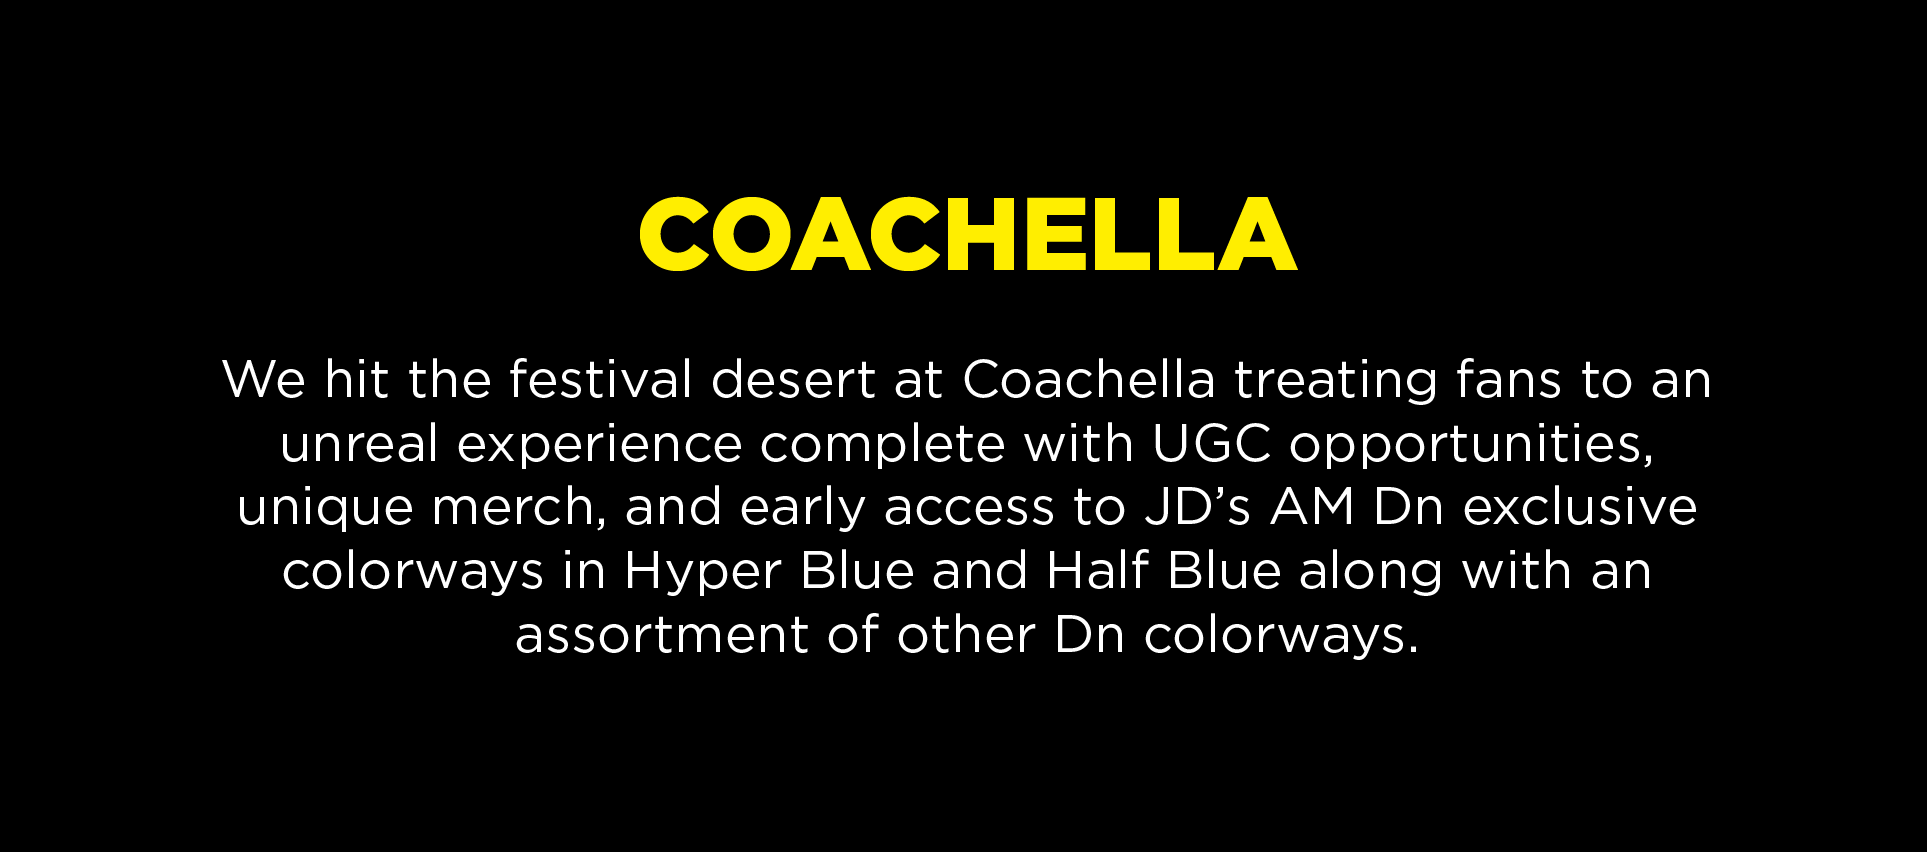 COACHELLA
We hit the festival desert at Coachella treating fans to an
unreal experience complete with UGC opportunities,
unique merch, and early access to JD’s AM Dn exclusive
colorways in Hyper Blue and Half Blue along with an
assortment of other Dn colorways.